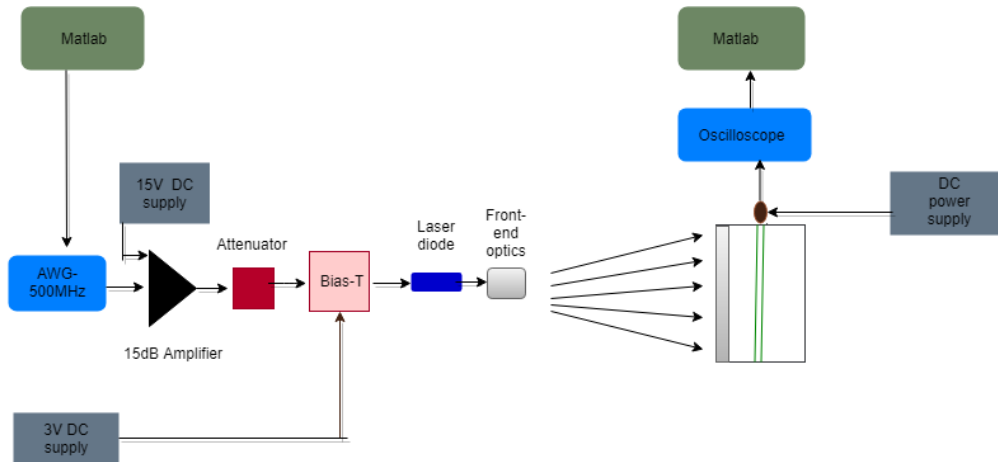 Matlab
Matlab
Oscilloscope
15V DC
supply
DC
power
supply
Laser
diode
Front-
end
optics
Attenuator
AWG-
500MHz
Bias-T
15dB Amplifier
3V DC
supply